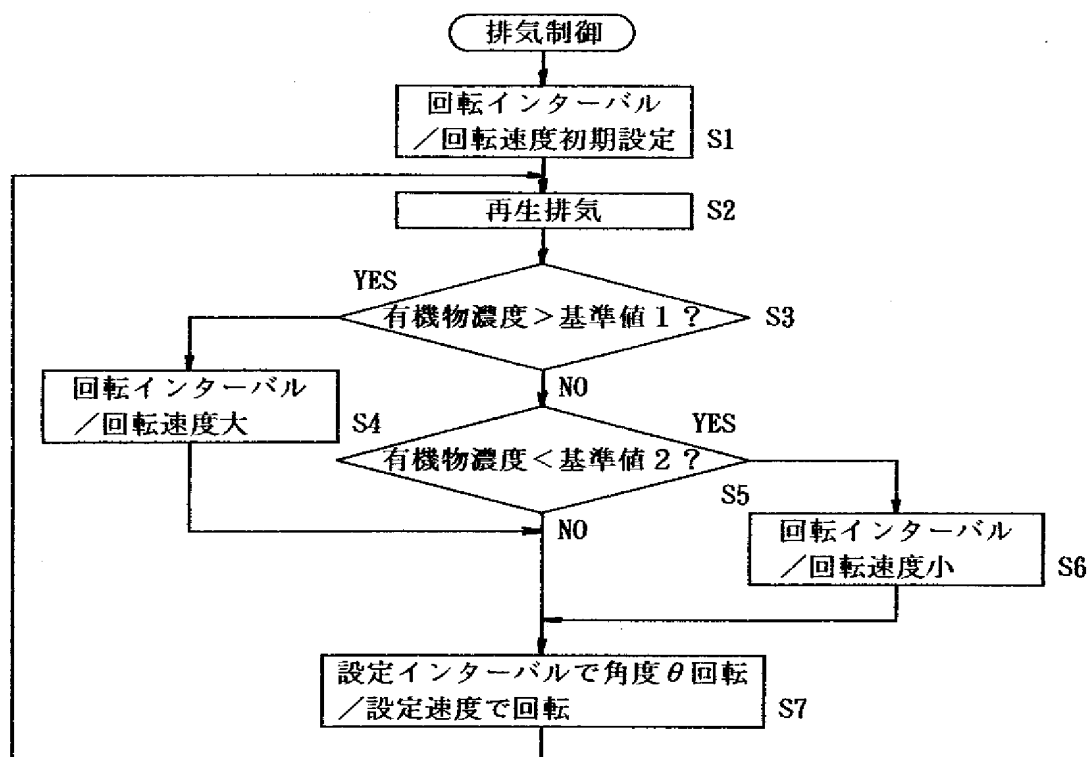 排気制御
回転インターバル
／回転速度初期設定
S1
再生排気
S2
YES
有機物濃度＞基準値1？
S3
NO
回転インターバル
／回転速度大
S4
YES
有機物濃度＜基準値2？
S5
NO
回転インターバル
／回転速度小
S6
設定インターバルで角度θ回転
／設定速度で回転
S7